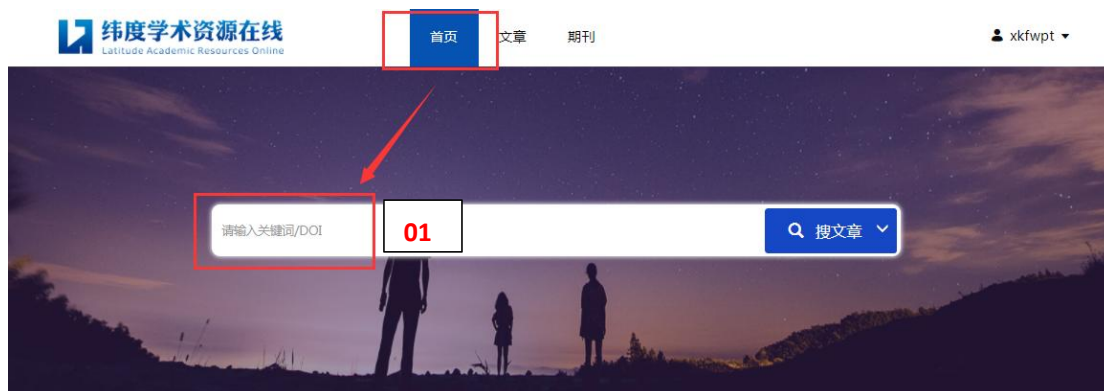 纬度学术资源在线
Latitude Academic Resources Online
首页 文章 期刊 xkfwpt
请输入关键词/DOI 01 搜文章